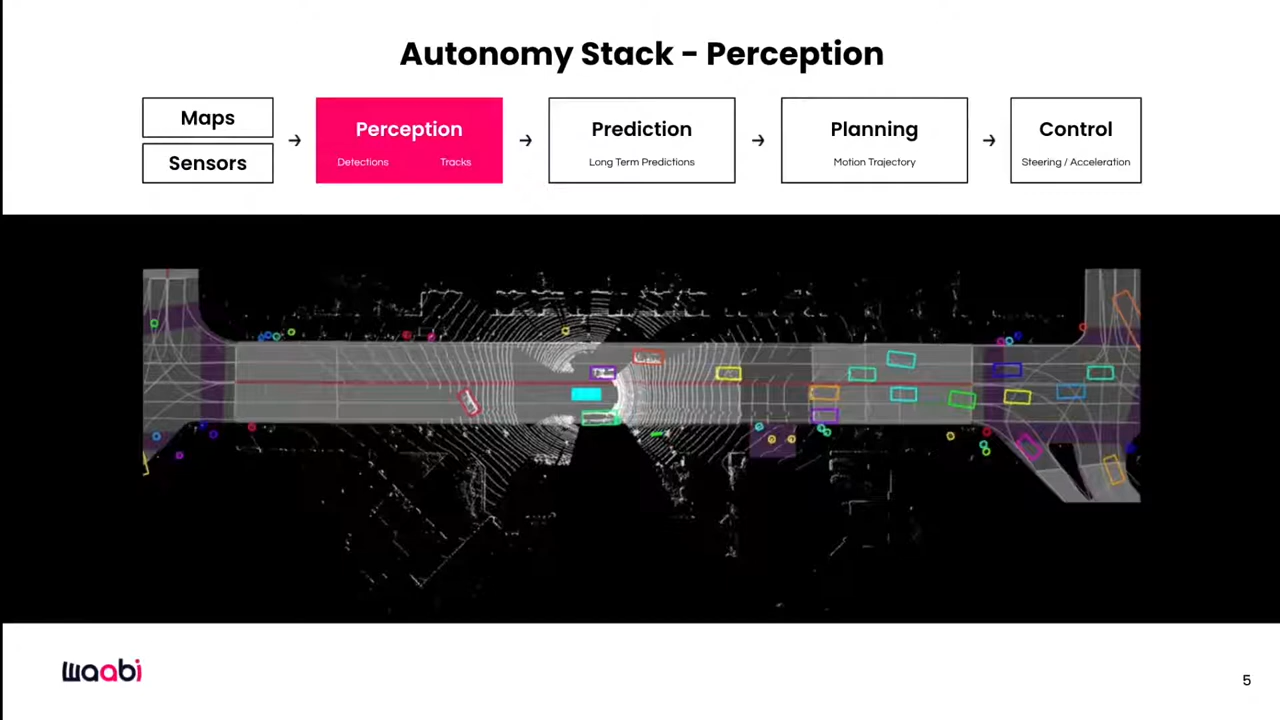 Autonomy Stack - Perception
Maps
Sensors
→
Perception
Detections Tracks
→
Prediction
Long Term Predictions
→
Planning
Motion Trajectory
→
Control
Steering / Acceleration
waabi
5